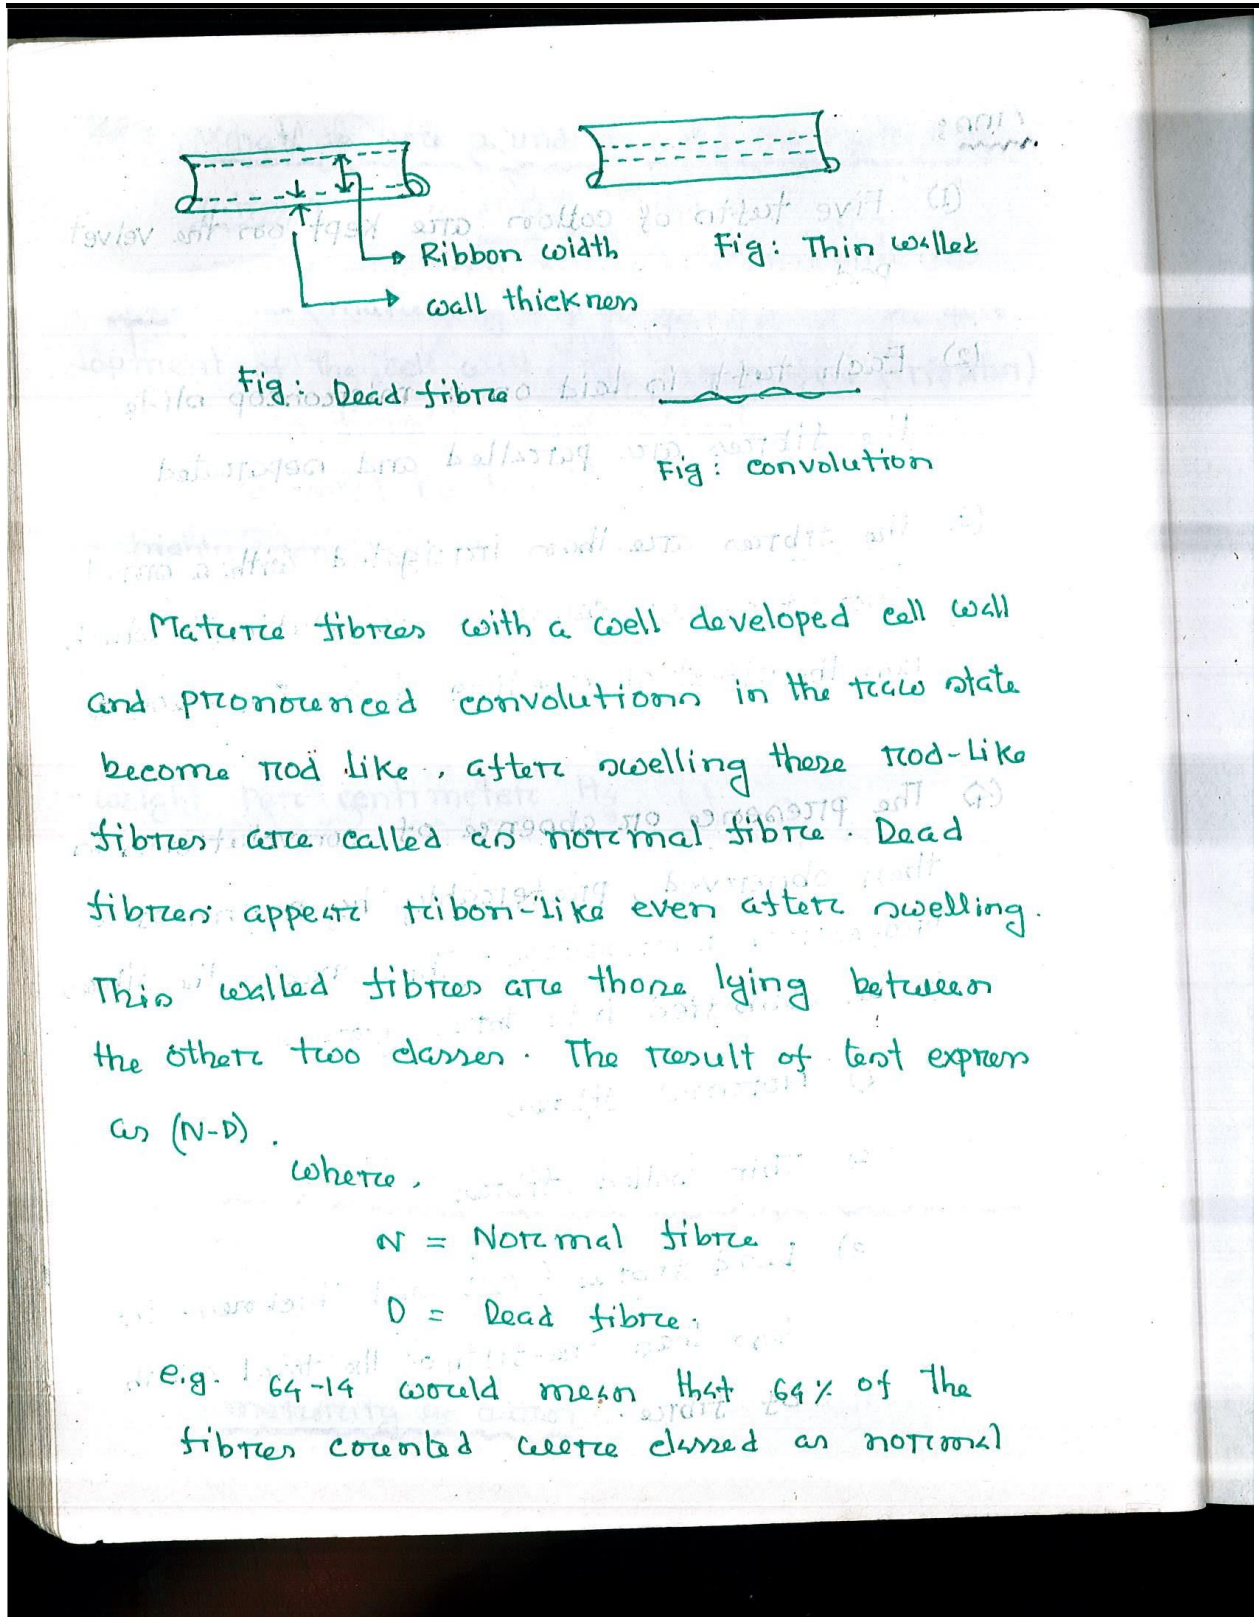 Ribbon width
wall thickness
Fig: Thin wallet
Fig: Dead fibre
Fig: convolution
Mature fibres with a well developed cell wall
and pronounced convolutions in the raw state
become rod like, after swelling these rod-like
fibres are called as normal fibre. Dead
fibres appear ribon-like even after swelling.
This walled fibres are those lying between
the other two classes. The result of test express
as (N-D).
where,
N = Normal fibre.
D = Dead fibre.
e.g. 64-14 would mean that 64% of the
fibres counted were classed as normal